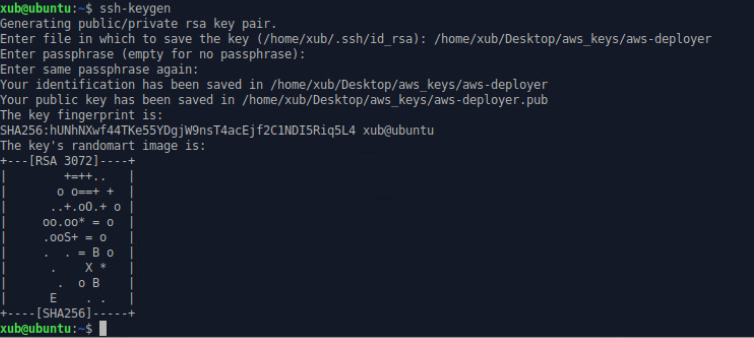 xub@ubuntu:~$ ssh-keygen
Generating public/private rsa key pair.
Enter file in which to save the key (/home/xub/.ssh/id_rsa): /home/xub/Desktop/aws_keys/aws-deployer
Enter passphrase (empty for no passphrase):
Enter same passphrase again:
Your identification has been saved in /home/xub/Desktop/aws_keys/aws-deployer
Your public key has been saved in /home/xub/Desktop/aws_keys/aws-deployer.pub
The key fingerprint is:
SHA256:hUNhNXwf44TKe55YDgjW9nsT4acEjf2C1NDI5Riq5L4 xub@ubuntu
The key's randomart image is:
+---[RSA 3072]----+
|        +=++..   |
|       o o==+ +  |
|      ..+.oO.+ o |
|     oo.oo* = o  |
|     .ooS+ = o   |
|     .  . = B o  |
|      .    X *   |
|       .  o B    |
|      E    . .   |
+----[SHA256]-----+
xub@ubuntu:~$